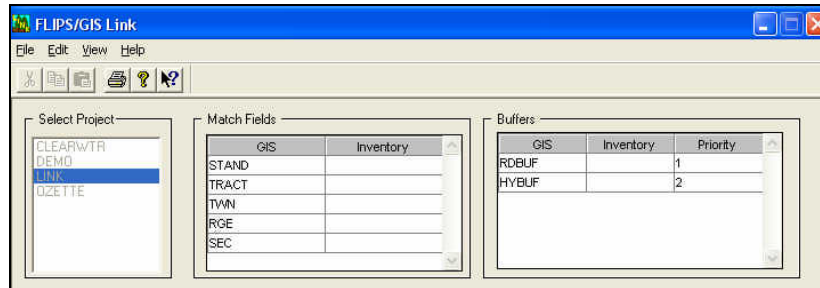 FLIPS/GIS Link
File Edit View Help
Select Project
CLEARWTR
DEMO
LINK
OZETTE
Match Fields
GIS Inventory
STAND
TRACT
TWN
RGE
SEC
Buffers
GIS Inventory Priority
RDBUF 1
HYBUF 2